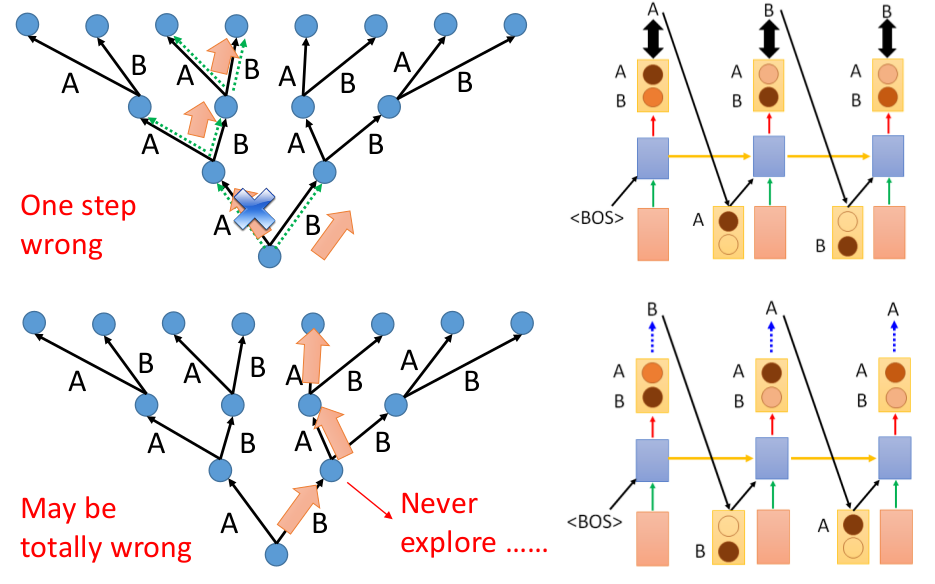 A B B
A A A
B B B
A B A B A B A B
A B A B
A B
A
B
<BOS>
One step
wrong
B A A
A A A
B B B
A B A B A B A B
A B A B
A B
A
B
<BOS>
May be
totally wrong
Never
explore ......